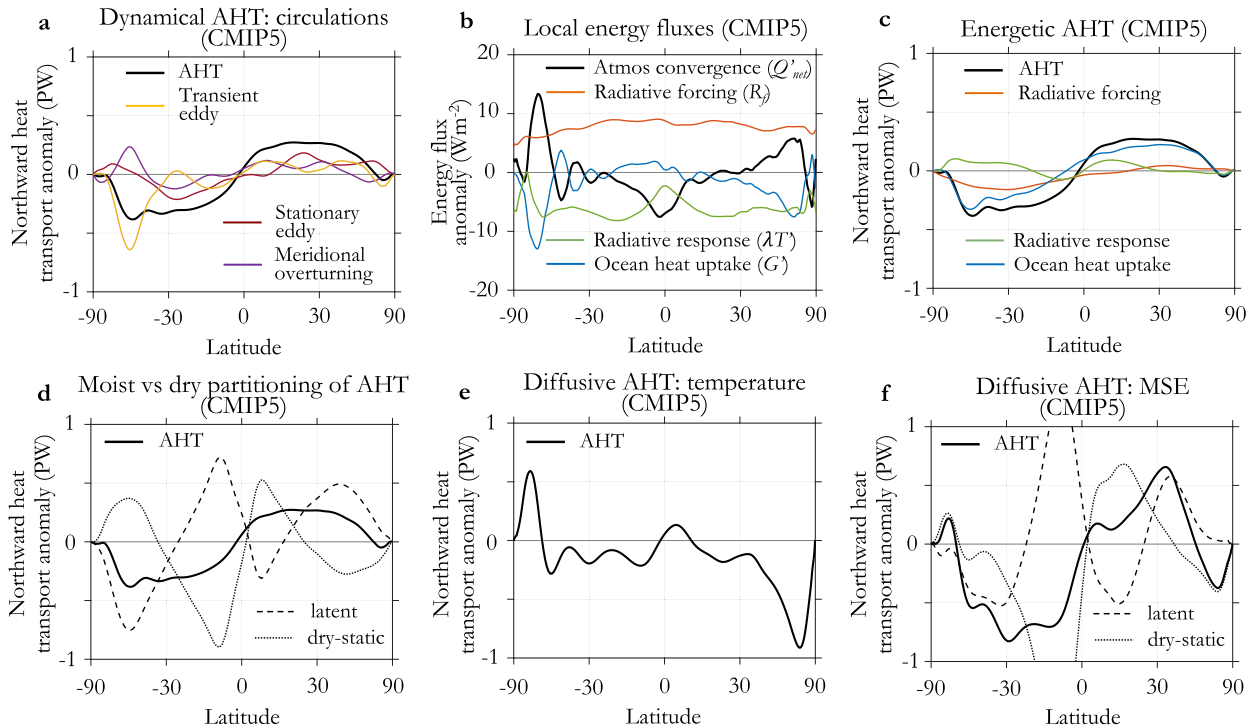 a
Dynamical AHT: circulations
(CMIP5)
Northward heat
transport anomaly (PW)
1
0
-1
AHT
Transient
eddy
Stationary
eddy
Meridional
overturning
-90
-30
0
30
90
Latitude
b
Local energy fluxes (CMIP5)
Energy flux
anomaly (Wm-2)
20
10
0
-10
-20
Atmos convergence (Q'net)
Radiative forcing (Rf)
Radiative response (λT')
Ocean heat uptake (G')
-90
-30
0
30
90
Latitude
c
Energetic AHT (CMIP5)
Northward heat
transport anomaly (PW)
1
0
-1
AHT
Radiative forcing
Radiative response
Ocean heat uptake
-90
-30
0
30
90
Latitude
d
Moist vs dry partitioning of AHT
(CMIP5)
Northward heat
transport anomaly (PW)
1
0
-1
AHT
latent
dry-static
-90
-30
0
30
90
Latitude
e
Diffusive AHT: temperature
(CMIP5)
Northward heat
transport anomaly (PW)
1
0
-1
AHT
-90
-30
0
30
90
Latitude
f
Diffusive AHT: MSE
(CMIP5)
Northward heat
transport anomaly (PW)
1
0
-1
AHT
latent
dry-static
-90
-30
0
30
90
Latitude